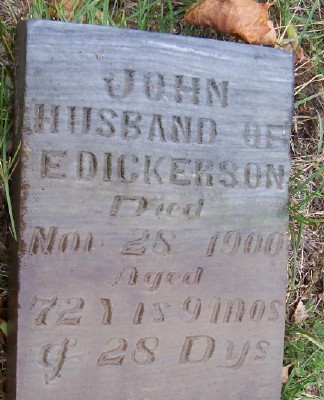 JOHN
HUSBAND OF
E DICKERSON
Died
Nov 28 1900
Aged
72 Yrs 9 Mos
& 28 Dys